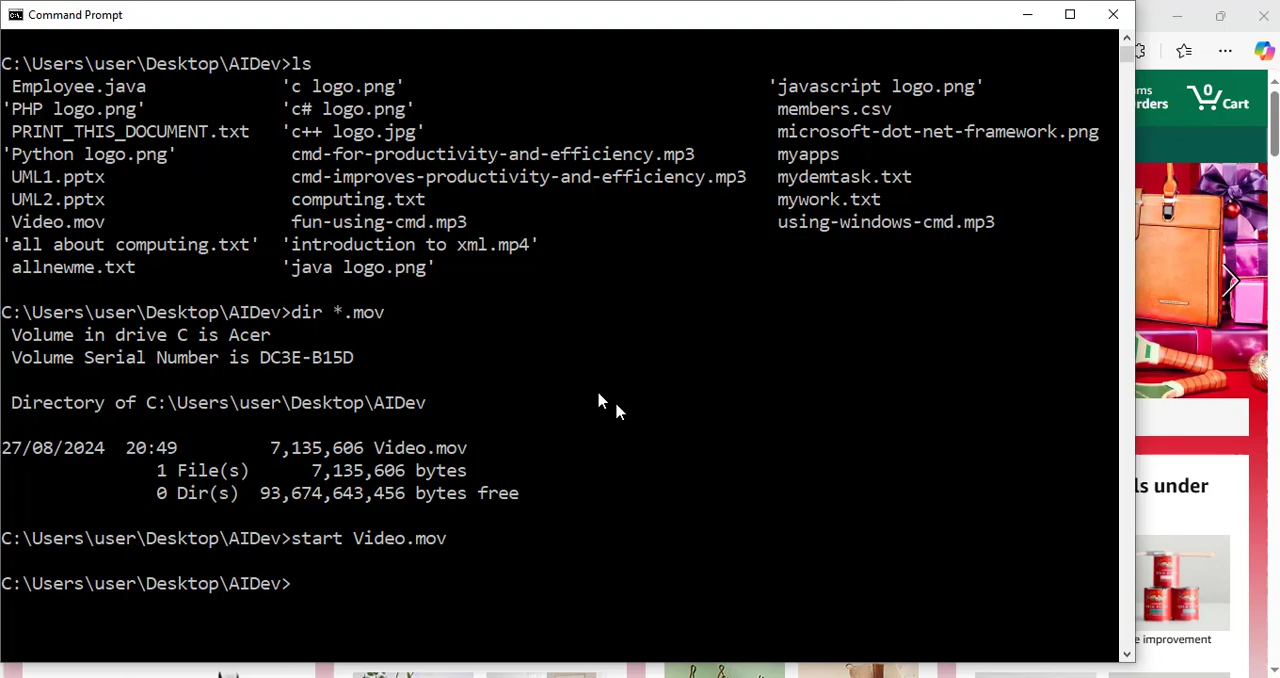 Command Prompt
C:\Users\user\Desktop\AIDev>ls
Employee.java 'c logo.png' 'javascript logo.png'
'PHP logo.png' 'c# logo.png' members.csv
PRINT_THIS_DOCUMENT.txt 'c++ logo.jpg' microsoft-dot-net-framework.png
'Python logo.png' cmd-for-productivity-and-efficiency.mp3 myapps
UML1.pptx cmd-improves-productivity-and-efficiency.mp3 mydemtask.txt
UML2.pptx computing.txt mywork.txt
Video.mov fun-using-cmd.mp3 using-windows-cmd.mp3
'all about computing.txt' 'introduction to xml.mp4'
allnewme.txt 'java logo.png'
C:\Users\user\Desktop\AIDev>dir *.mov
Volume in drive C is Acer
Volume Serial Number is DC3E-B15D
Directory of C:\Users\user\Desktop\AIDev
27/08/2024 20:49 7,135,606 Video.mov
1 File(s) 7,135,606 bytes
0 Dir(s) 93,674,643,456 bytes free
C:\Users\user\Desktop\AIDev>start Video.mov
C:\Users\user\Desktop\AIDev>
ms
rders
0
Cart
ls under
e improvement